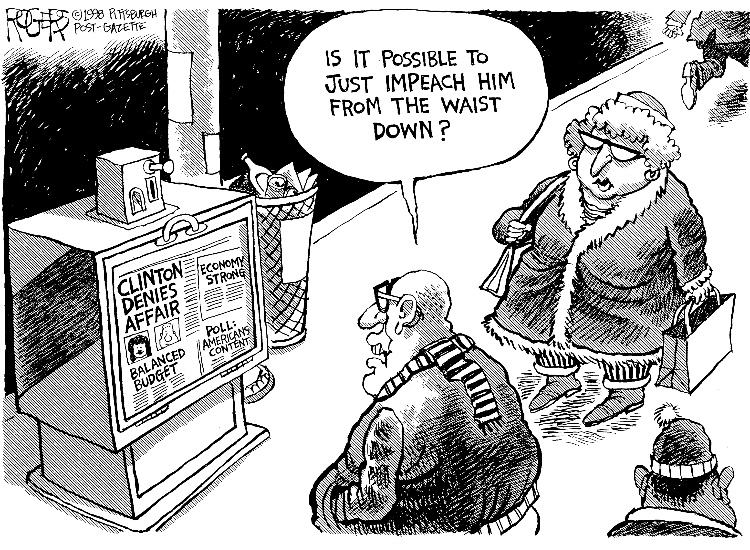 ROGERS ©1998 PITTSBURGH
POST-GAZETTE
IS IT POSSIBLE TO
JUST IMPEACH HIM
FROM THE WAIST
DOWN?
CLINTON
DENIES
AFFAIR
ECONOMY
STRONG
BALANCED
BUDGET
POLL:
AMERICANS
CONTENT